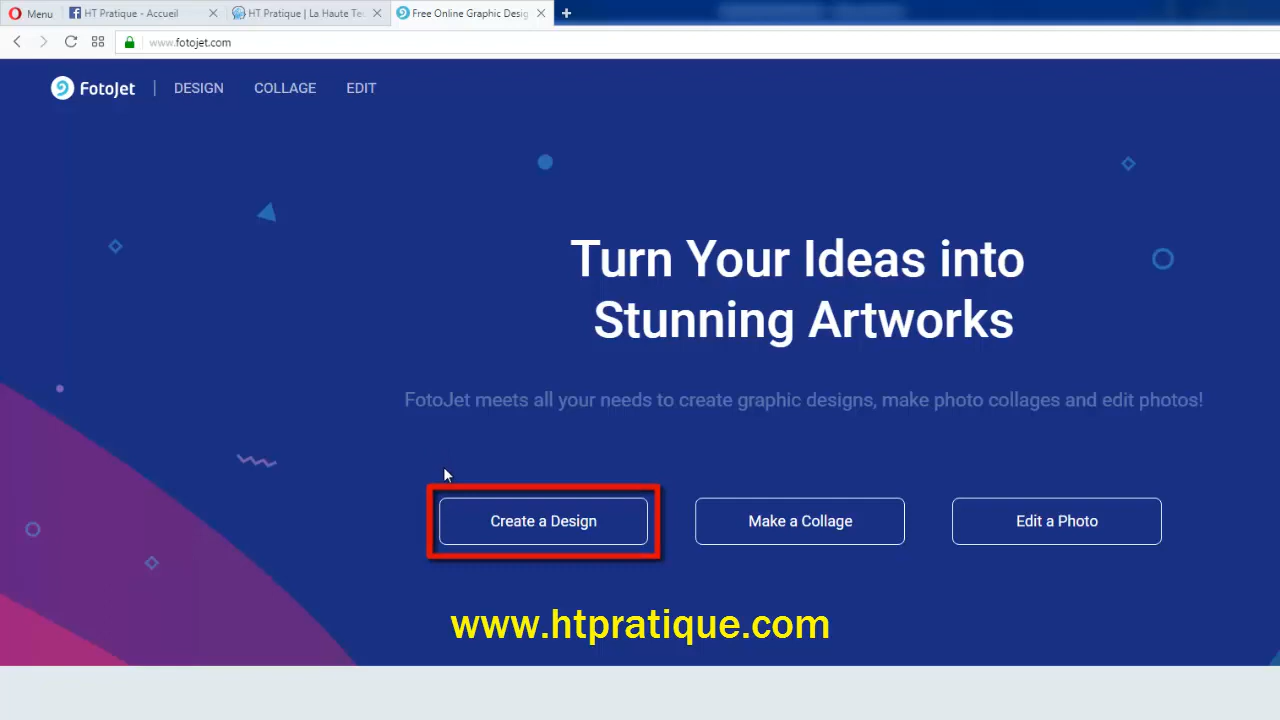 Menu
HT Pratique - Accueil
HT Pratique | La Haute Te
Free Online Graphic Desig
www.fotojet.com
FotoJet
DESIGN
COLLAGE
EDIT
Turn Your Ideas into
Stunning Artworks
FotoJet meets all your needs to create graphic designs, make photo collages and edit photos!
Create a Design
Make a Collage
Edit a Photo
www.htpratique.com